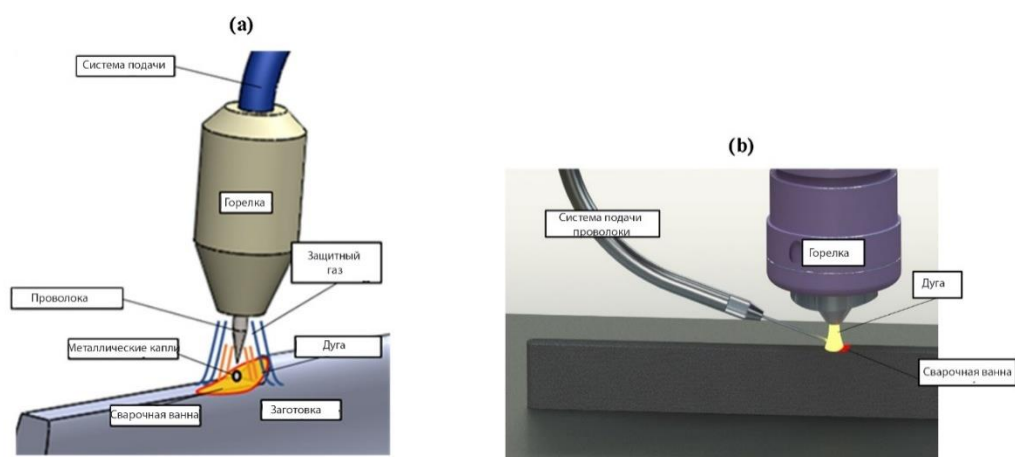 (a)
Система подачи
Горелка
Защитный
газ
Проволока
Металлические капли
Дуга
Сварочная ванна
Заготовка
(b)
Система подачи
проволоки
Горелка
Дуга
Сварочная ванна